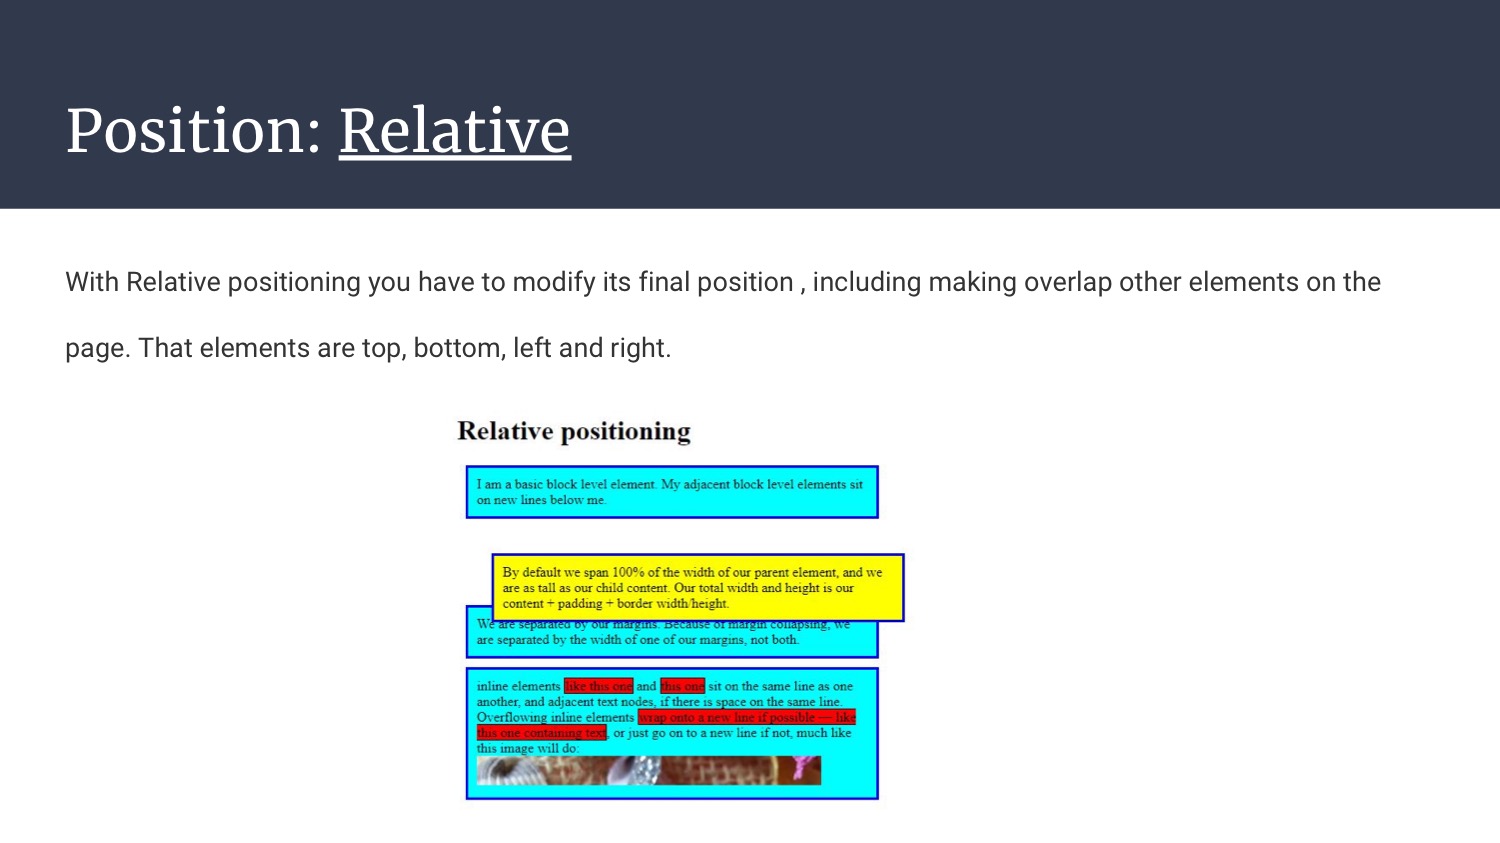 Position: Relative
With Relative positioning you have to modify its final position , including making overlap other elements on the
page. That elements are top, bottom, left and right.
Relative positioning
I am a basic block level element. My adjacent block level elements sit
on new lines below me.
By default we span 100% of the width of our parent element, and we
are as tall as our child content. Our total width and height is our
content + padding + border width/height.
We are separated by our margins. Because of margin collapsing, we
are separated by the width of one of our margins, not both.
inline elements like this one and this one sit on the same line as one
another, and adjacent text nodes, if there is space on the same line.
Overflowing inline elements wrap onto a new line if possible — like
this one containing text, or just go on to a new line if not, much like
this image will do: